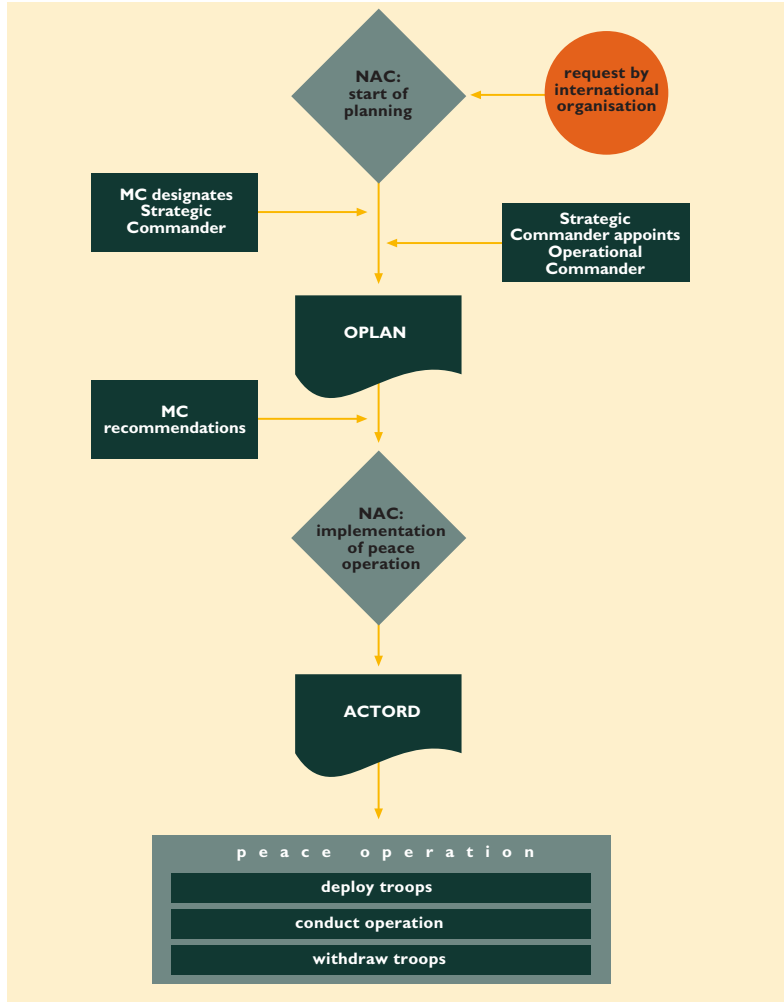 NAC:
start of
planning
request by
international
organisation
MC designates
Strategic
Commander
Strategic
Commander appoints
Operational
Commander
OPLAN
MC
recommendations
NAC:
implementation
of peace
operation
ACTORD
peace operation
deploy troops
conduct operation
withdraw troops